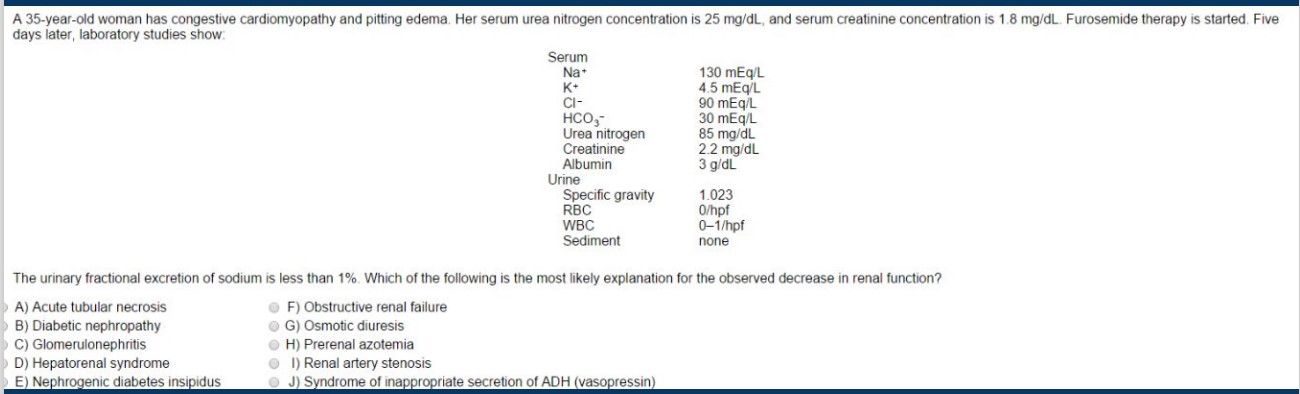 A 35-year-old woman has congestive cardiomyopathy and pitting edema. Her serum urea nitrogen concentration is 25 mg/dL, and serum creatinine concentration is 1.8 mg/dL. Furosemide therapy is started. Five
days later, laboratory studies show:
Serum
Na+ 130 mEq/L
K+ 4.5 mEq/L
Cl- 90 mEq/L
HCO3- 30 mEq/L
Urea nitrogen 85 mg/dL
Creatinine 2.2 mg/dL
Albumin 3 g/dL
Urine
Specific gravity 1.023
RBC 0/hpf
WBC 0–1/hpf
Sediment none
The urinary fractional excretion of sodium is less than 1%. Which of the following is the most likely explanation for the observed decrease in renal function?
A) Acute tubular necrosis
B) Diabetic nephropathy
C) Glomerulonephritis
D) Hepatorenal syndrome
E) Nephrogenic diabetes insipidus
F) Obstructive renal failure
G) Osmotic diuresis
H) Prerenal azotemia
I) Renal artery stenosis
J) Syndrome of inappropriate secretion of ADH (vasopressin)